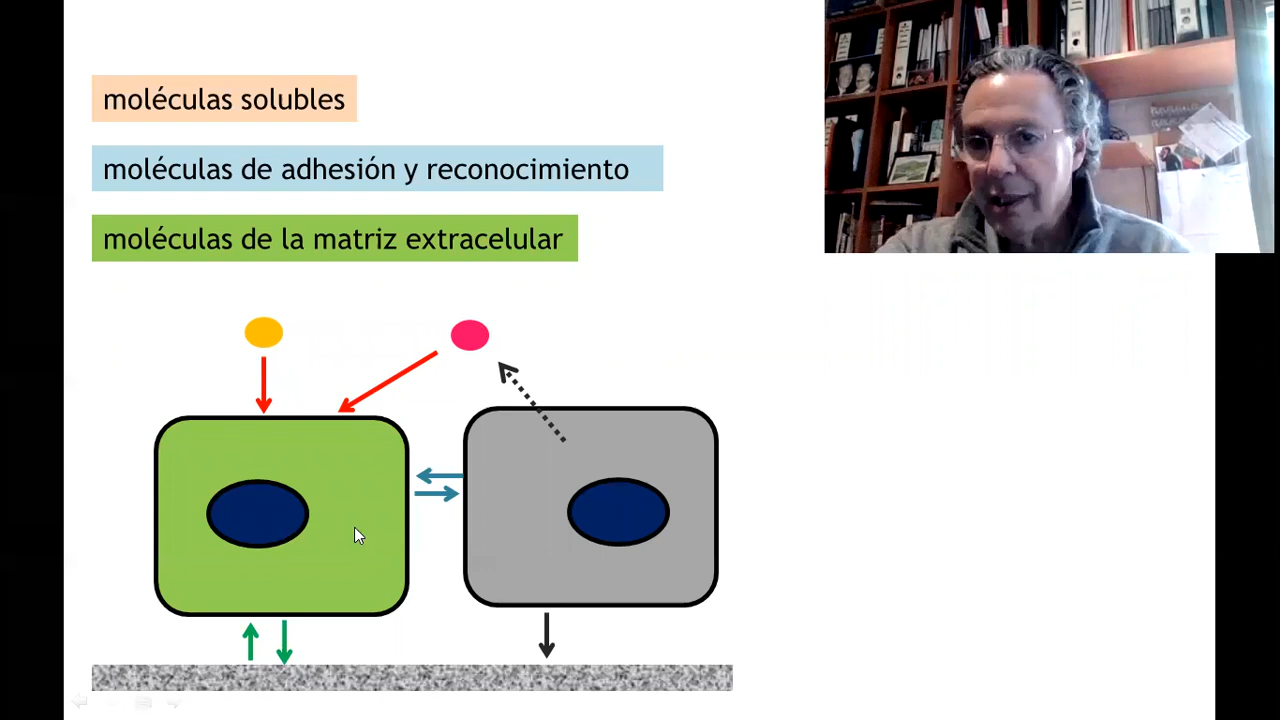 moléculas solubles
moléculas de adhesión y reconocimiento
moléculas de la matriz extracelular